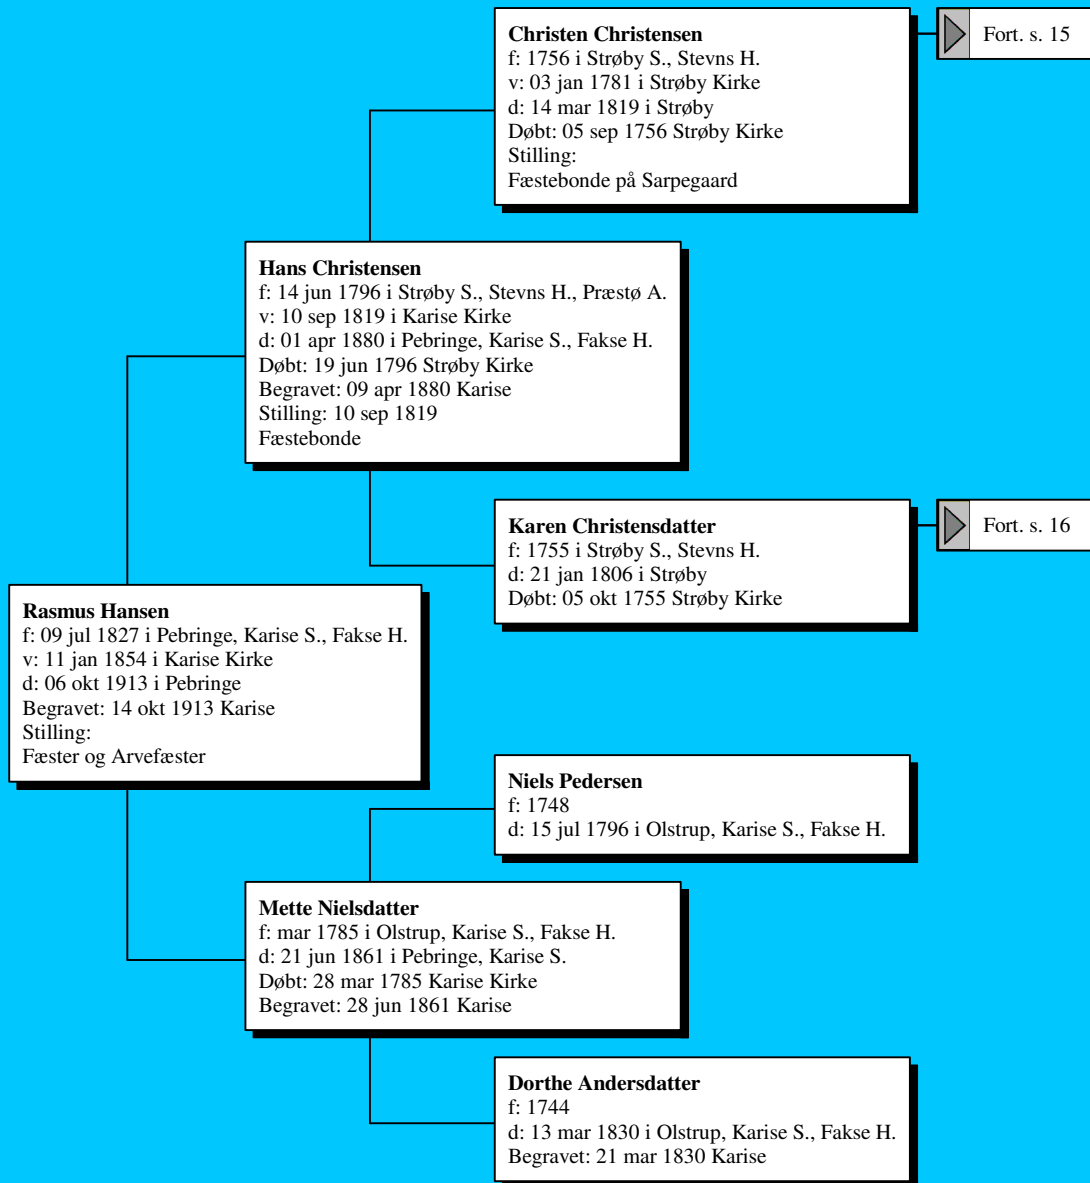 Christen Christensen
f: 1756 i Strøby S., Stevns H.
v: 03 jan 1781 i Strøby Kirke
d: 14 mar 1819 i Strøby
Døbt: 05 sep 1756 Strøby Kirke
Stilling:
Fæstebonde på Sarpegaard
Fort. s. 15
Hans Christensen
f: 14 jun 1796 i Strøby S., Stevns H., Præstø A.
v: 10 sep 1819 i Karise Kirke
d: 01 apr 1880 i Pebringe, Karise S., Fakse H.
Døbt: 19 jun 1796 Strøby Kirke
Begravet: 09 apr 1880 Karise
Stilling: 10 sep 1819
Fæstebonde
Karen Christensdatter
f: 1755 i Strøby S., Stevns H.
d: 21 jan 1806 i Strøby
Døbt: 05 okt 1755 Strøby Kirke
Fort. s. 16
Rasmus Hansen
f: 09 jul 1827 i Pebringe, Karise S., Fakse H.
v: 11 jan 1854 i Karise Kirke
d: 06 okt 1913 i Pebringe
Begravet: 14 okt 1913 Karise
Stilling:
Fæster og Arvefæster
Niels Pedersen
f: 1748
d: 15 jul 1796 i Olstrup, Karise S., Fakse H.
Mette Nielsdatter
f: mar 1785 i Olstrup, Karise S., Fakse H.
d: 21 jun 1861 i Pebringe, Karise S.
Døbt: 28 mar 1785 Karise Kirke
Begravet: 28 jun 1861 Karise
Dorthe Andersdatter
f: 1744
d: 13 mar 1830 i Olstrup, Karise S., Fakse H.
Begravet: 21 mar 1830 Karise